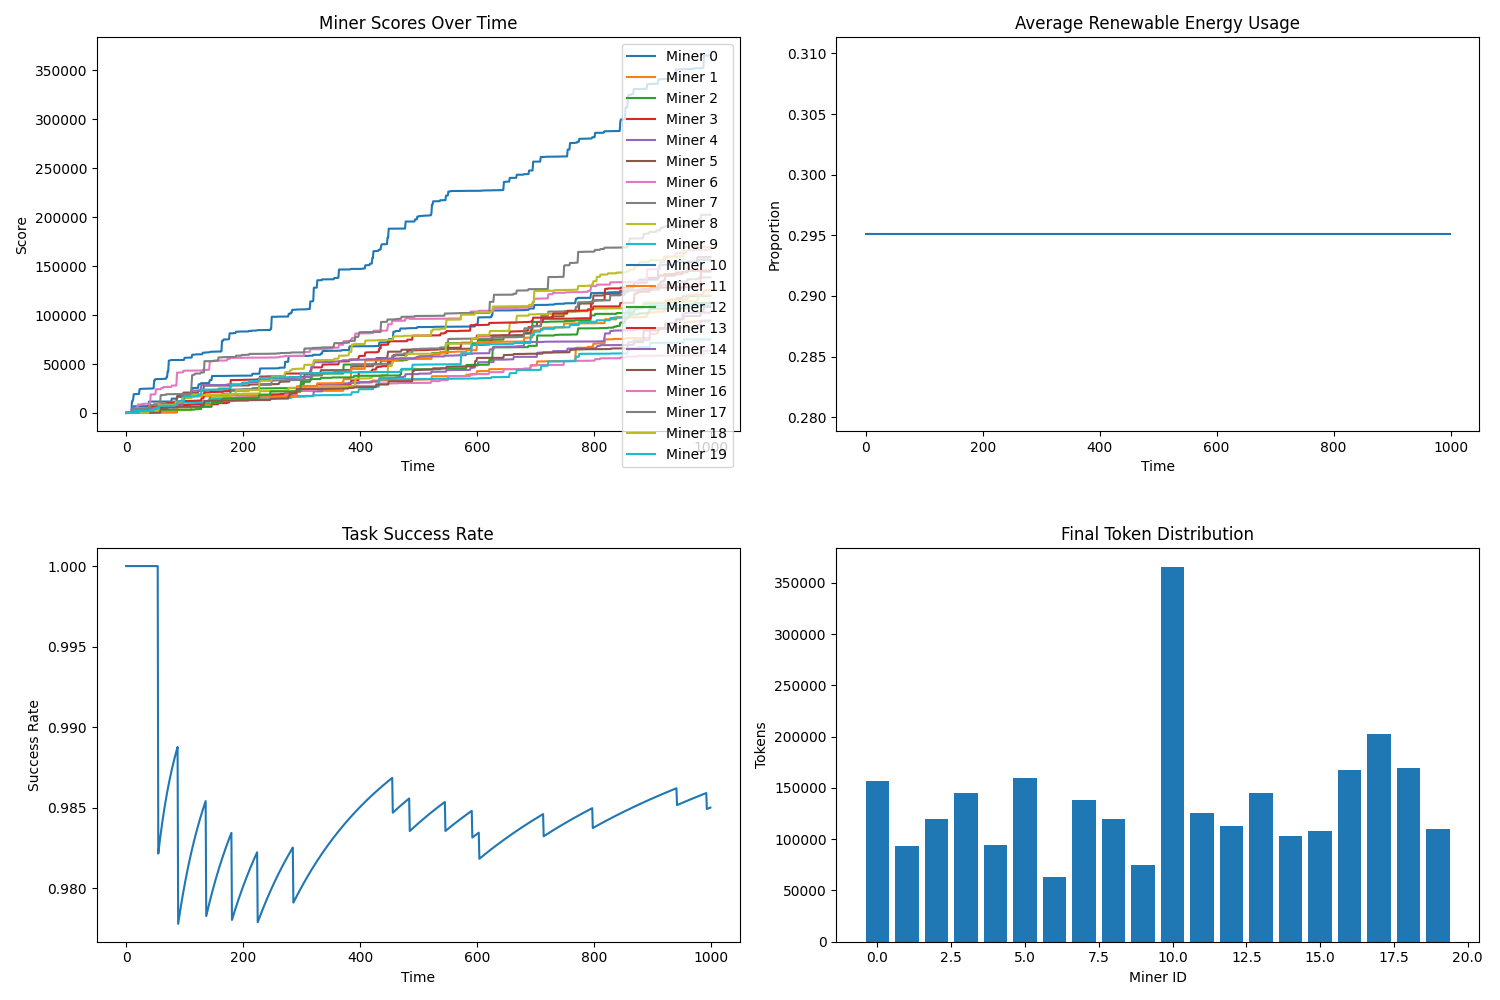 Miner Scores Over Time
350000
300000
250000
200000
150000
100000
50000
0
Score
0
200
400
600
800
1000
Time
Miner 0
Miner 1
Miner 2
Miner 3
Miner 4
Miner 5
Miner 6
Miner 7
Miner 8
Miner 9
Miner 10
Miner 11
Miner 12
Miner 13
Miner 14
Miner 15
Miner 16
Miner 17
Miner 18
Miner 19
Average Renewable Energy Usage
0.310
0.305
0.300
0.295
0.290
0.285
0.280
Proportion
0
200
400
600
800
1000
Time
Task Success Rate
1.000
0.995
0.990
0.985
0.980
Success Rate
0
200
400
600
800
1000
Time
Final Token Distribution
350000
300000
250000
200000
150000
100000
50000
0
Tokens
0.0
2.5
5.0
7.5
10.0
12.5
15.0
17.5
20.0
Miner ID